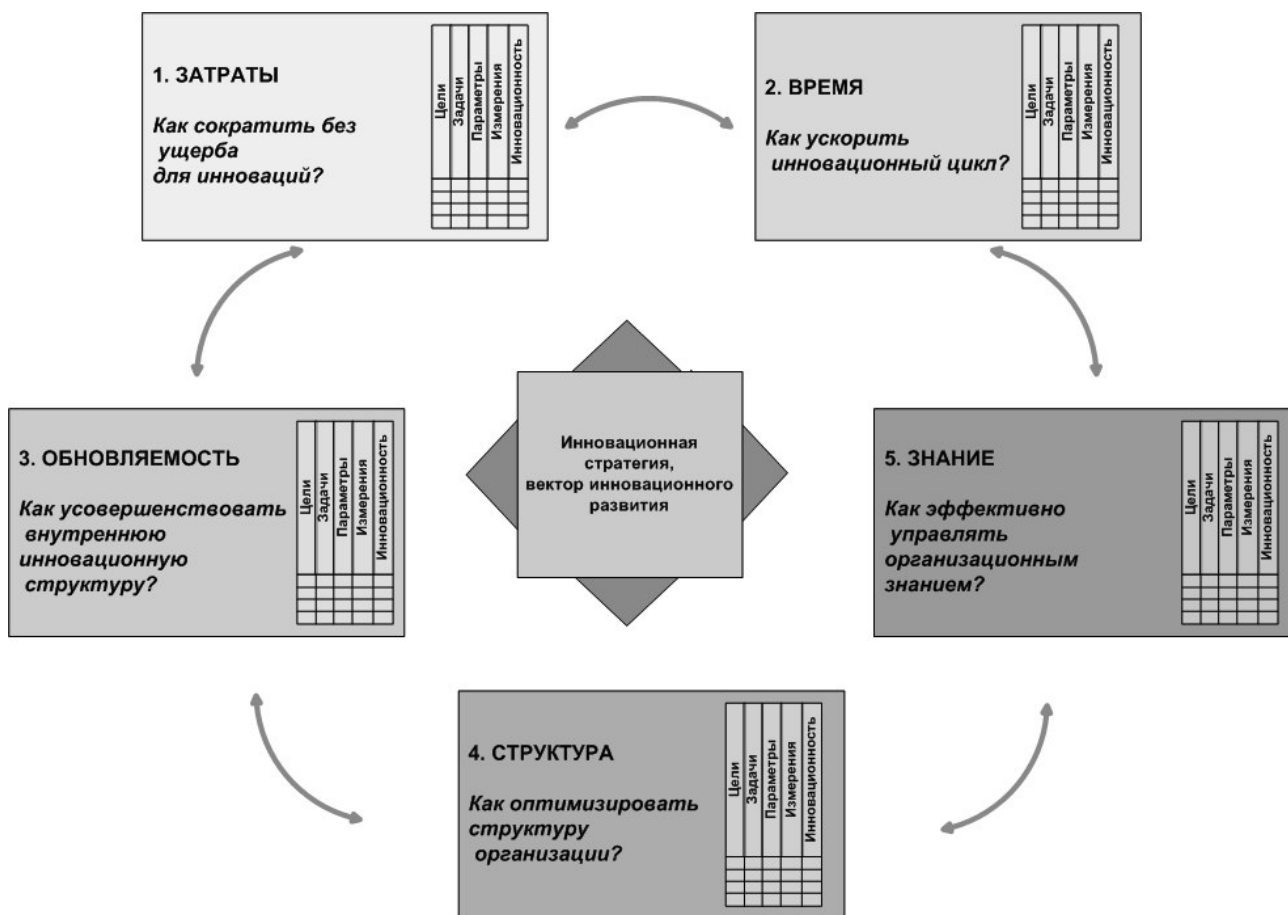 1. ЗАТРАТЫ
Как сократить без
ущерба
для инноваций?
Цели
Задачи
Параметры
Измерения
Инновационность
2. ВРЕМЯ
Как ускорить
инновационный цикл?
Цели
Задачи
Параметры
Измерения
Инновационность
3. ОБНОВЛЯЕМОСТЬ
Как усовершенствовать
внутреннюю
инновационную
структуру?
Цели
Задачи
Параметры
Измерения
Инновационность
Инновационная
стратегия,
вектор инновационного
развития
5. ЗНАНИЕ
Как эффективно
управлять
организационным
знанием?
Цели
Задачи
Параметры
Измерения
Инновационность
4. СТРУКТУРА
Как оптимизировать
структуру
организации?
Цели
Задачи
Параметры
Измерения
Инновационность